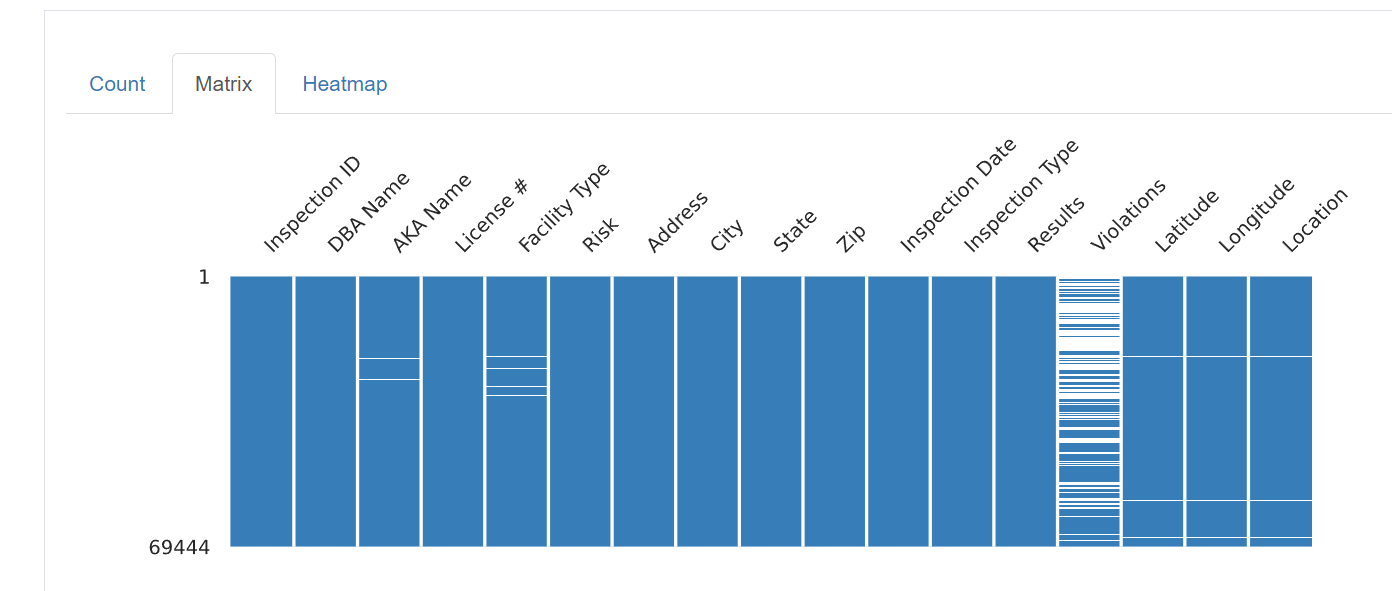 Count Matrix Heatmap
Inspection ID DBA Name AKA Name License # Facility Type Risk Address City State Zip Inspection Date Inspection Type Results Violations Latitude Longitude Location
1
69444